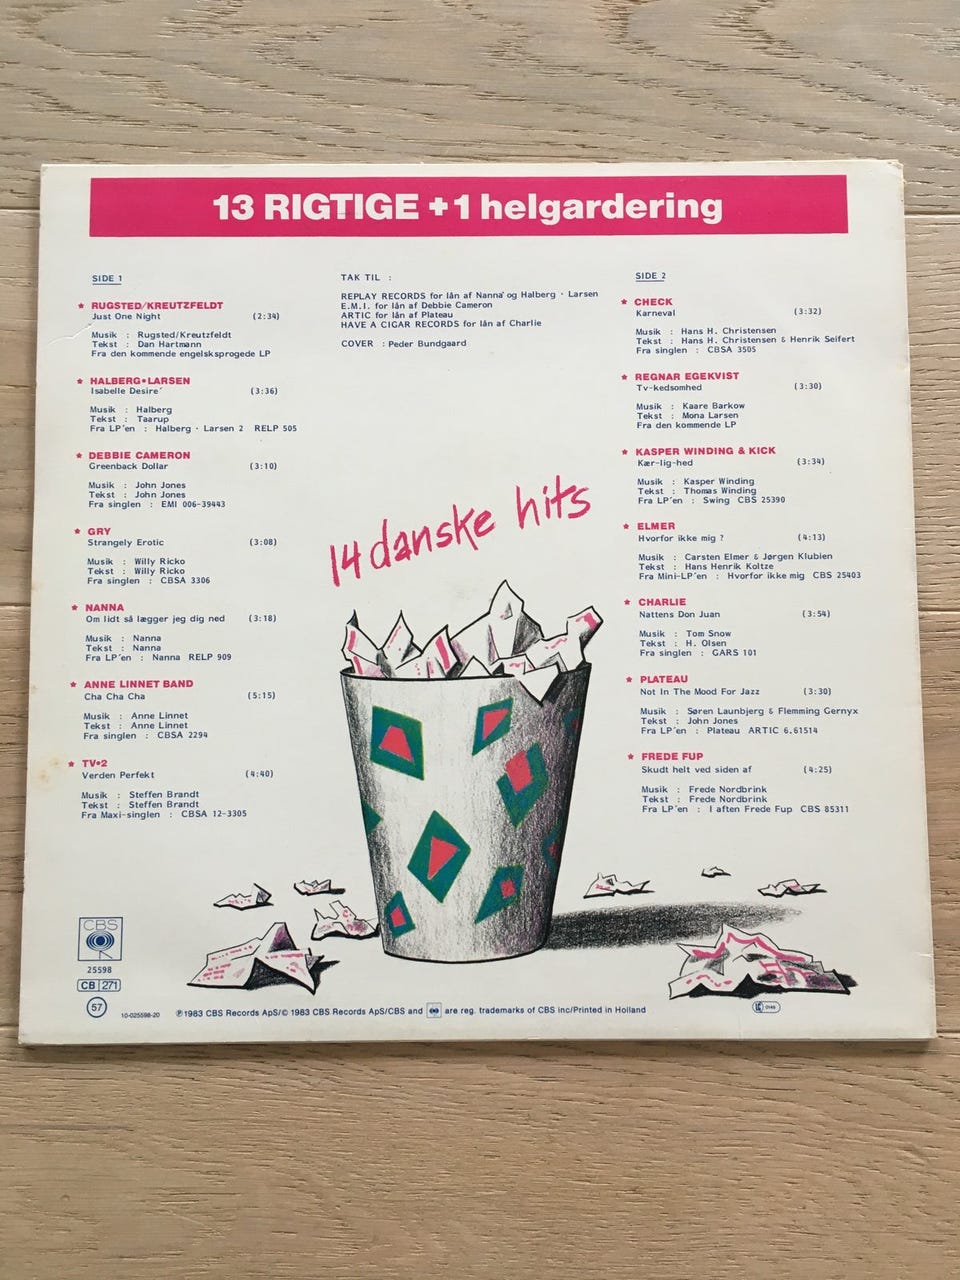 13 RIGTIGE + 1 helgardering
SIDE 1
★ RUGSTED/KREUTZFELDT
Just One Night (2:34)
Musik : Rugsted/Kreutzfeldt
Tekst : Dan Hartmann
Fra den kommende engelsksprogede LP
★ HALBERG•LARSEN
Isabelle Desire´ (3:36)
Musik : Halberg
Tekst : Taarup
Fra LP´en : Halberg · Larsen 2 RELP 505
★ DEBBIE CAMERON
Greenback Dollar (3:10)
Musik : John Jones
Tekst : John Jones
Fra singlen : EMI 006-39443
★ GRY
Strangely Erotic (3:08)
Musik : Willy Ricko
Tekst : Willy Ricko
Fra singlen : CBSA 3306
★ NANNA
Om lidt så lægger jeg dig ned (3:18)
Musik : Nanna
Tekst : Nanna
Fra LP´en : Nanna RELP 909
★ ANNE LINNET BAND
Cha Cha Cha (5:15)
Musik : Anne Linnet
Tekst : Anne Linnet
Fra singlen : CBSA 2294
★ TV•2
Verden Perfekt (4:40)
Musik : Steffen Brandt
Tekst : Steffen Brandt
Fra Maxi-singlen : CBSA 12-3305
TAK TIL :
REPLAY RECORDS for lån af Nanna og Halberg · Larsen
E.M.I. for lån af Debbie Cameron
ARTIC for lån af Plateau
HAVE A CIGAR RECORDS for lån af Charlie
COVER : Peder Bundgaard
14 danske hits
SIDE 2
★ CHECK
Karneval (3:32)
Musik : Hans H. Christensen
Tekst : Hans H. Christensen & Henrik Seifert
Fra singlen : CBSA 3505
★ REGNAR EGEKVIST
Tv-kedsomhed (3:30)
Musik : Kaare Barkow
Tekst : Mona Larsen
Fra den kommende LP
★ KASPER WINDING & KICK
Kær-lig-hed (3:34)
Musik : Kasper Winding
Tekst : Thomas Winding
Fra LP´en : Swing CBS 25390
★ ELMER
Hvorfor ikke mig ? (4:13)
Musik : Carsten Elmer & Jørgen Klubien
Tekst : Hans Henrik Koltze
Fra Mini-LP´en : Hvorfor ikke mig CBS 25403
★ CHARLIE
Nattens Don Juan (3:54)
Musik : Tom Snow
Tekst : H. Olsen
Fra singlen : GARS 101
★ PLATEAU
Not In The Mood For Jazz (3:30)
Musik : Søren Launbjerg & Flemming Gernyx
Tekst : John Jones
Fra LP´en : Plateau ARTIC 6.61514
★ FREDE FUP
Skudt helt ved siden af (4:25)
Musik : Frede Nordbrink
Tekst : Frede Nordbrink
Fra LP´en : I aften Frede Fup CBS 85311
CBS
25598
CB 271
57
10-025598-20
℗1983 CBS Records ApS/© 1983 CBS Records ApS/CBS and are reg. trademarks of CBS inc/Printed in Holland